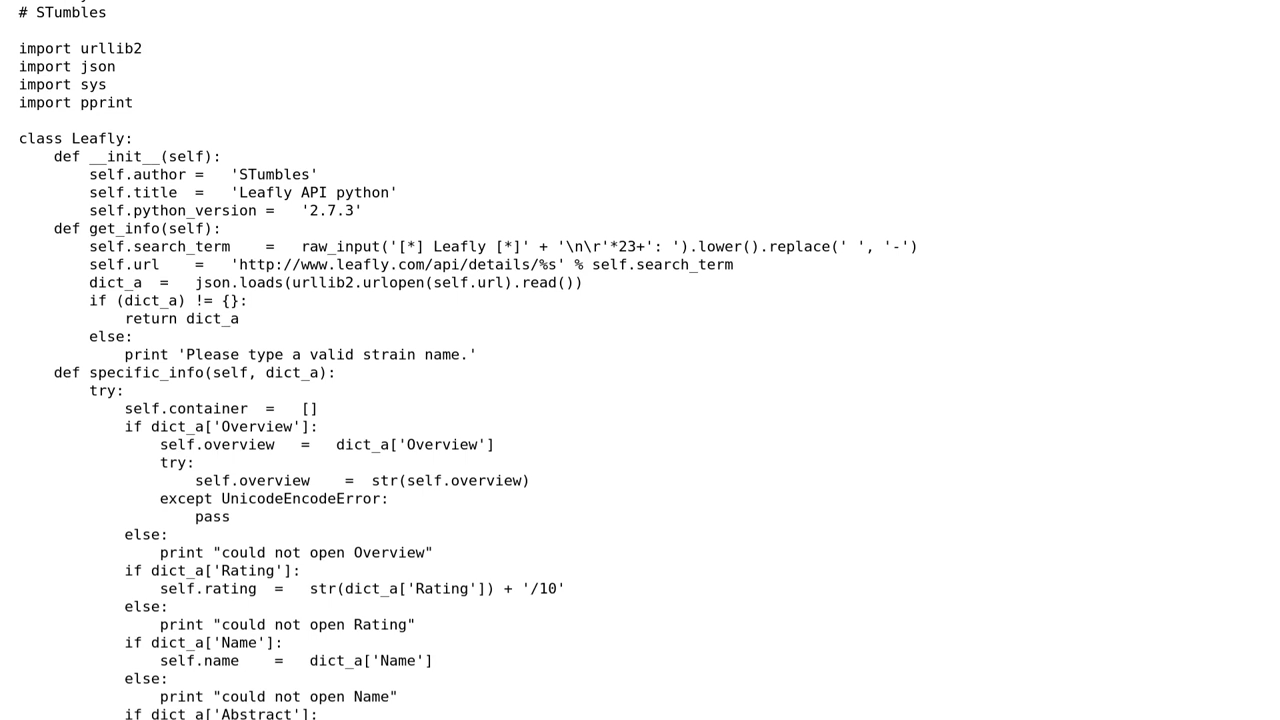 # STumbles

import urllib2
import json
import sys
import pprint

class Leafly:
    def __init__(self):
        self.author =   'STumbles'
        self.title  =   'Leafly API python'
        self.python_version =   '2.7.3'
    def get_info(self):
        self.search_term    =   raw_input('[*] Leafly [*]' + '\n\r'*23+': ').lower().replace(' ', '-')
        self.url    =   'http://www.leafly.com/api/details/%s' % self.search_term
        dict_a  =   json.loads(urllib2.urlopen(self.url).read())
        if (dict_a) != {}:
            return dict_a
        else:
            print 'Please type a valid strain name.'
    def specific_info(self, dict_a):
        try:
            self.container  =   []
            if dict_a['Overview']:
                self.overview   =   dict_a['Overview']
                try:
                    self.overview    =  str(self.overview)
                except UnicodeEncodeError:
                    pass
            else:
                print "could not open Overview"
            if dict_a['Rating']:
                self.rating  =   str(dict_a['Rating']) + '/10'
            else:
                print "could not open Rating"
            if dict_a['Name']:
                self.name    =   dict_a['Name']
            else:
                print "could not open Name"
            if dict_a['Abstract']: